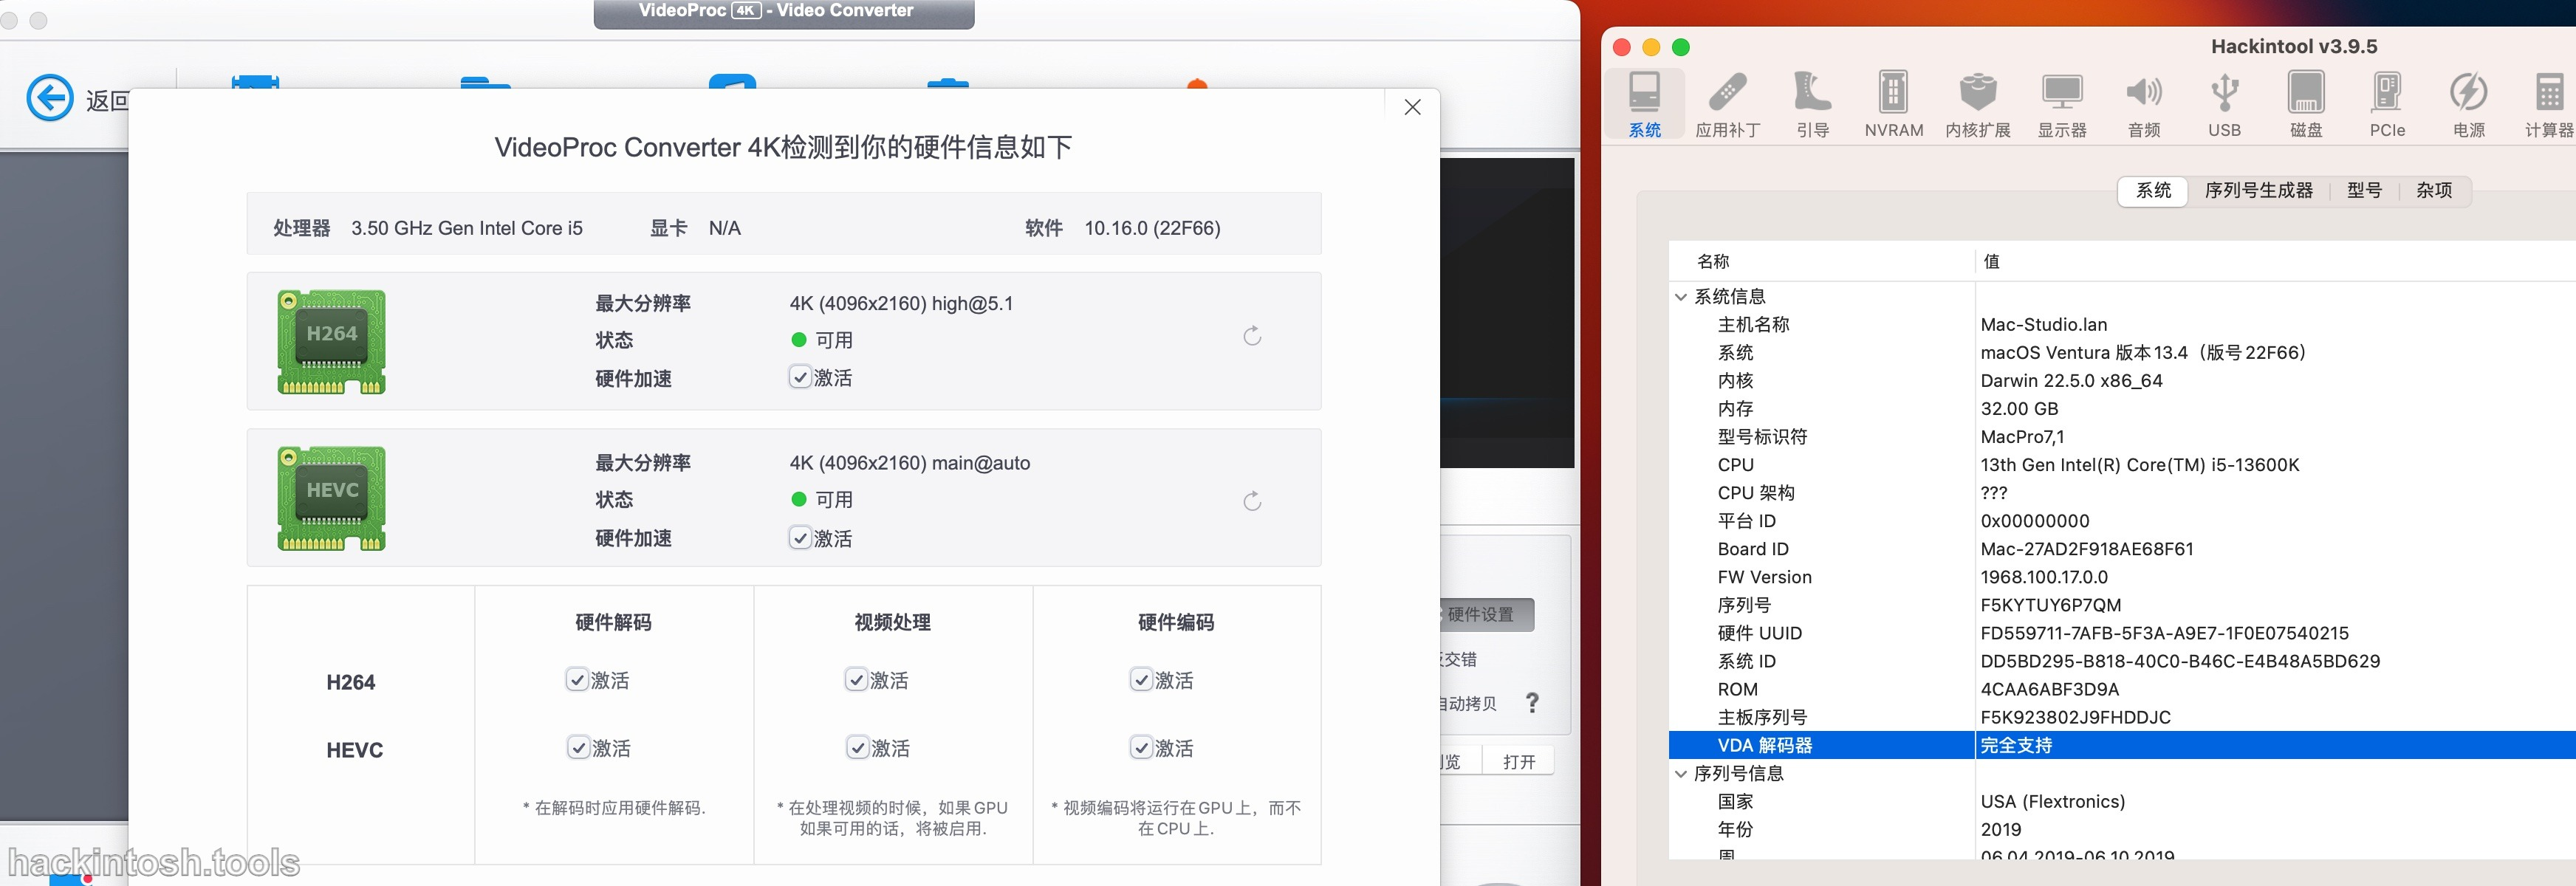 VideoProc 4K - Video Converter
返回
VideoProc Converter 4K检测到你的硬件信息如下
处理器 3.50 GHz Gen Intel Core i5 显卡 N/A 软件 10.16.0 (22F66)
H264
最大分辨率 4K (4096x2160) high@5.1
状态 可用
硬件加速 激活
HEVC
最大分辨率 4K (4096x2160) main@auto
状态 可用
硬件加速 激活
硬件解码 视频处理 硬件编码
H264 激活 激活 激活
HEVC 激活 激活 激活
* 在解码时应用硬件解码.
* 在处理视频的时候，如果GPU
如果可用的话，将被启用.
* 视频编码将运行在GPU上，而不
在CPU上.
硬件设置
交错
自动拷贝 ?
览 打开
hackintosh.tools
Hackintool v3.9.5
系统 应用补丁 引导 NVRAM 内核扩展 显示器 音频 USB 磁盘 PCIe 电源 计算器
系统 序列号生成器 型号 杂项
名称 值
系统信息
主机名称 Mac-Studio.lan
系统 macOS Ventura 版本13.4（版号22F66）
内核 Darwin 22.5.0 x86_64
内存 32.00 GB
型号标识符 MacPro7,1
CPU 13th Gen Intel(R) Core(TM) i5-13600K
CPU 架构 ???
平台 ID 0x00000000
Board ID Mac-27AD2F918AE68F61
FW Version 1968.100.17.0.0
序列号 F5KYTUY6P7QM
硬件 UUID FD559711-7AFB-5F3A-A9E7-1F0E07540215
系统 ID DD5BD295-B818-40C0-B46C-E4B48A5BD629
ROM 4CAA6ABF3D9A
主板序列号 F5K923802J9FHDDJC
VDA 解码器 完全支持
序列号信息
国家 USA (Flextronics)
年份 2019
周 06.04.2019-06.10.2019